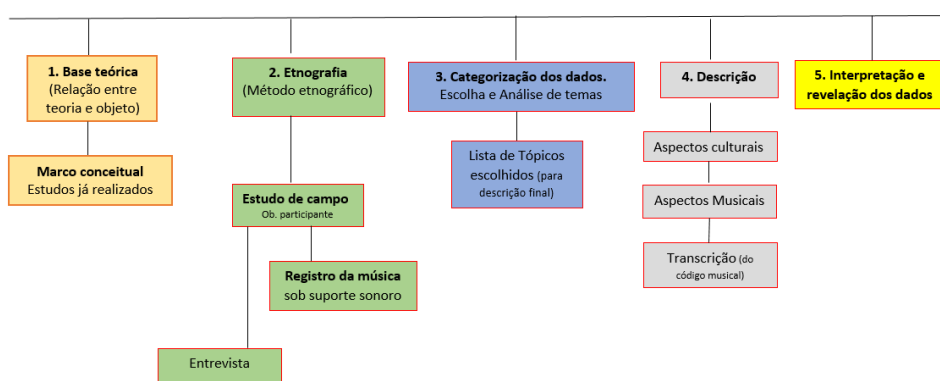 1. Base teórica
(Relação entre
teoria e objeto)
Marco conceitual
Estudos já realizados
2. Etnografia
(Método etnográfico)
Estudo de campo
Ob. participante
Registro da música
sob suporte sonoro
Entrevista
3. Categorização dos dados.
Escolha e Análise de temas
Lista de Tópicos
escolhidos (para
descrição final)
4. Descrição
Aspectos culturais
Aspectos Musicais
Transcrição (do
código musical)
5. Interpretação e
revelação dos dados